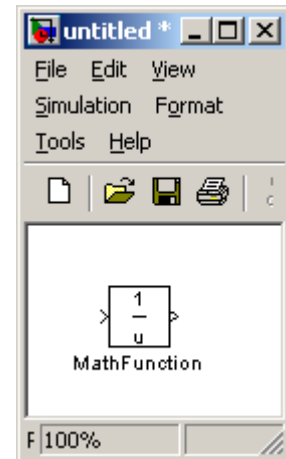 untitled *
File Edit View
Simulation Format
Tools Help
1
u
MathFunction
F 100%